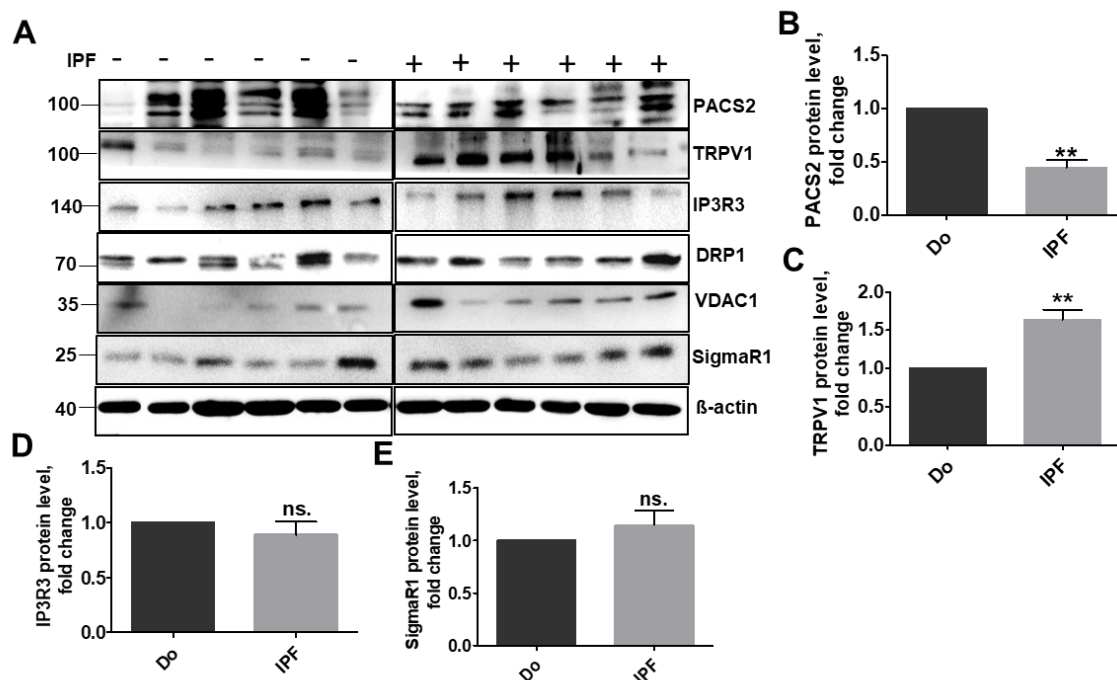 A
IPF - - - - - - + + + + + +
100 PACS2
100 TRPV1
140 IP3R3
70 DRP1
35 VDAC1
25 SigmaR1
40 ß-actin
B
PACS2 protein level,
fold change
1.5
1.0
0.5
0.0
**
Do IPF
C
TRPV1 protein level,
fold change
2.0
1.5
1.0
0.5
0.0
**
Do IPF
D
IP3R3 protein level,
fold change
1.5
1.0
0.5
0.0
ns.
Do IPF
E
SigmaR1 protein level,
fold change
1.5
1.0
0.5
0.0
ns.
Do IPF